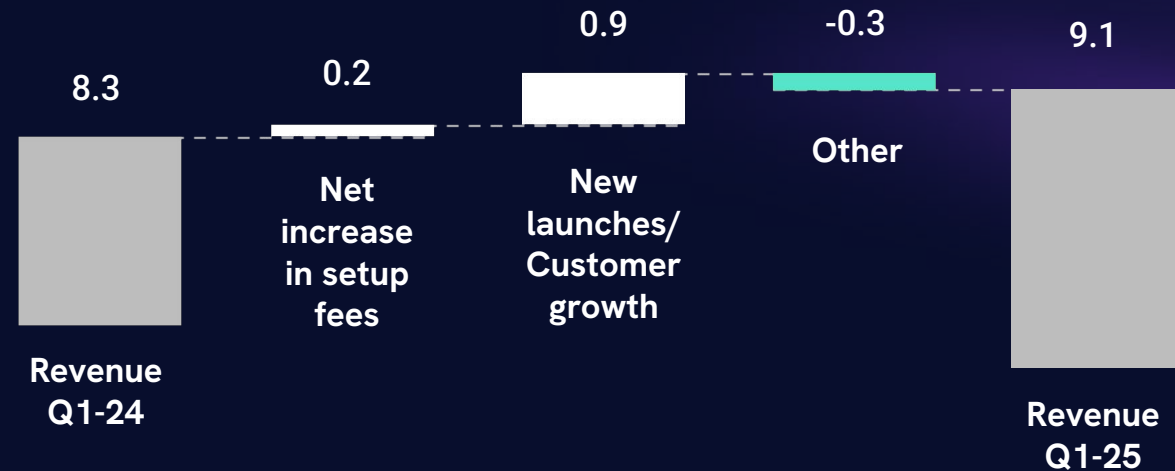 8.3
Revenue
Q1-24
0.2
Net
increase
in setup
fees
0.9
New
launches/
Customer
growth
-0.3
Other
9.1
Revenue
Q1-25